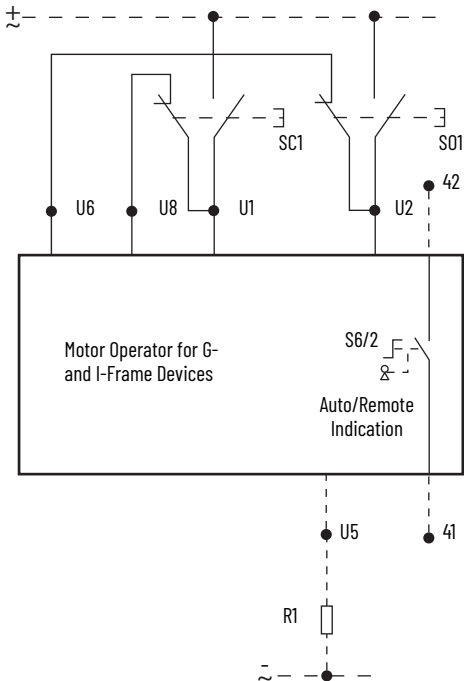 +
~
SC1
SO1
42
U6
U8
U1
U2
Motor Operator for G-
and I-Frame Devices
S6/2
Auto/Remote
Indication
U5
41
R1
-
~